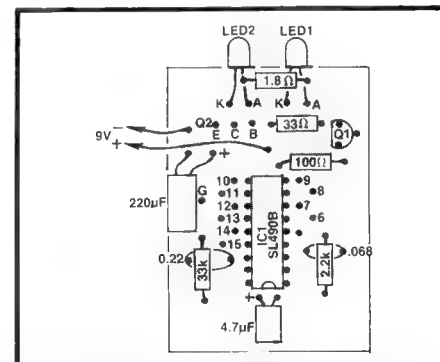 LED2 LED1
1.8Ω
K A K A
9V − + Q2 E C B 33Ω Q1
100Ω
+
220µF G
10 9
11 8
12 7
13 6
14
15
IC1 SL490B
0.22 33k 2.2k .068
+
4.7µF